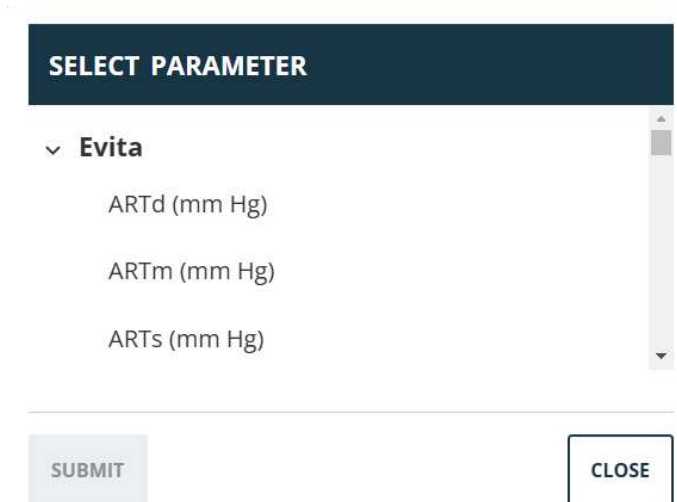 SELECT PARAMETER
Evita
ARTd (mm Hg)
ARTm (mm Hg)
ARTs (mm Hg)
SUBMIT CLOSE